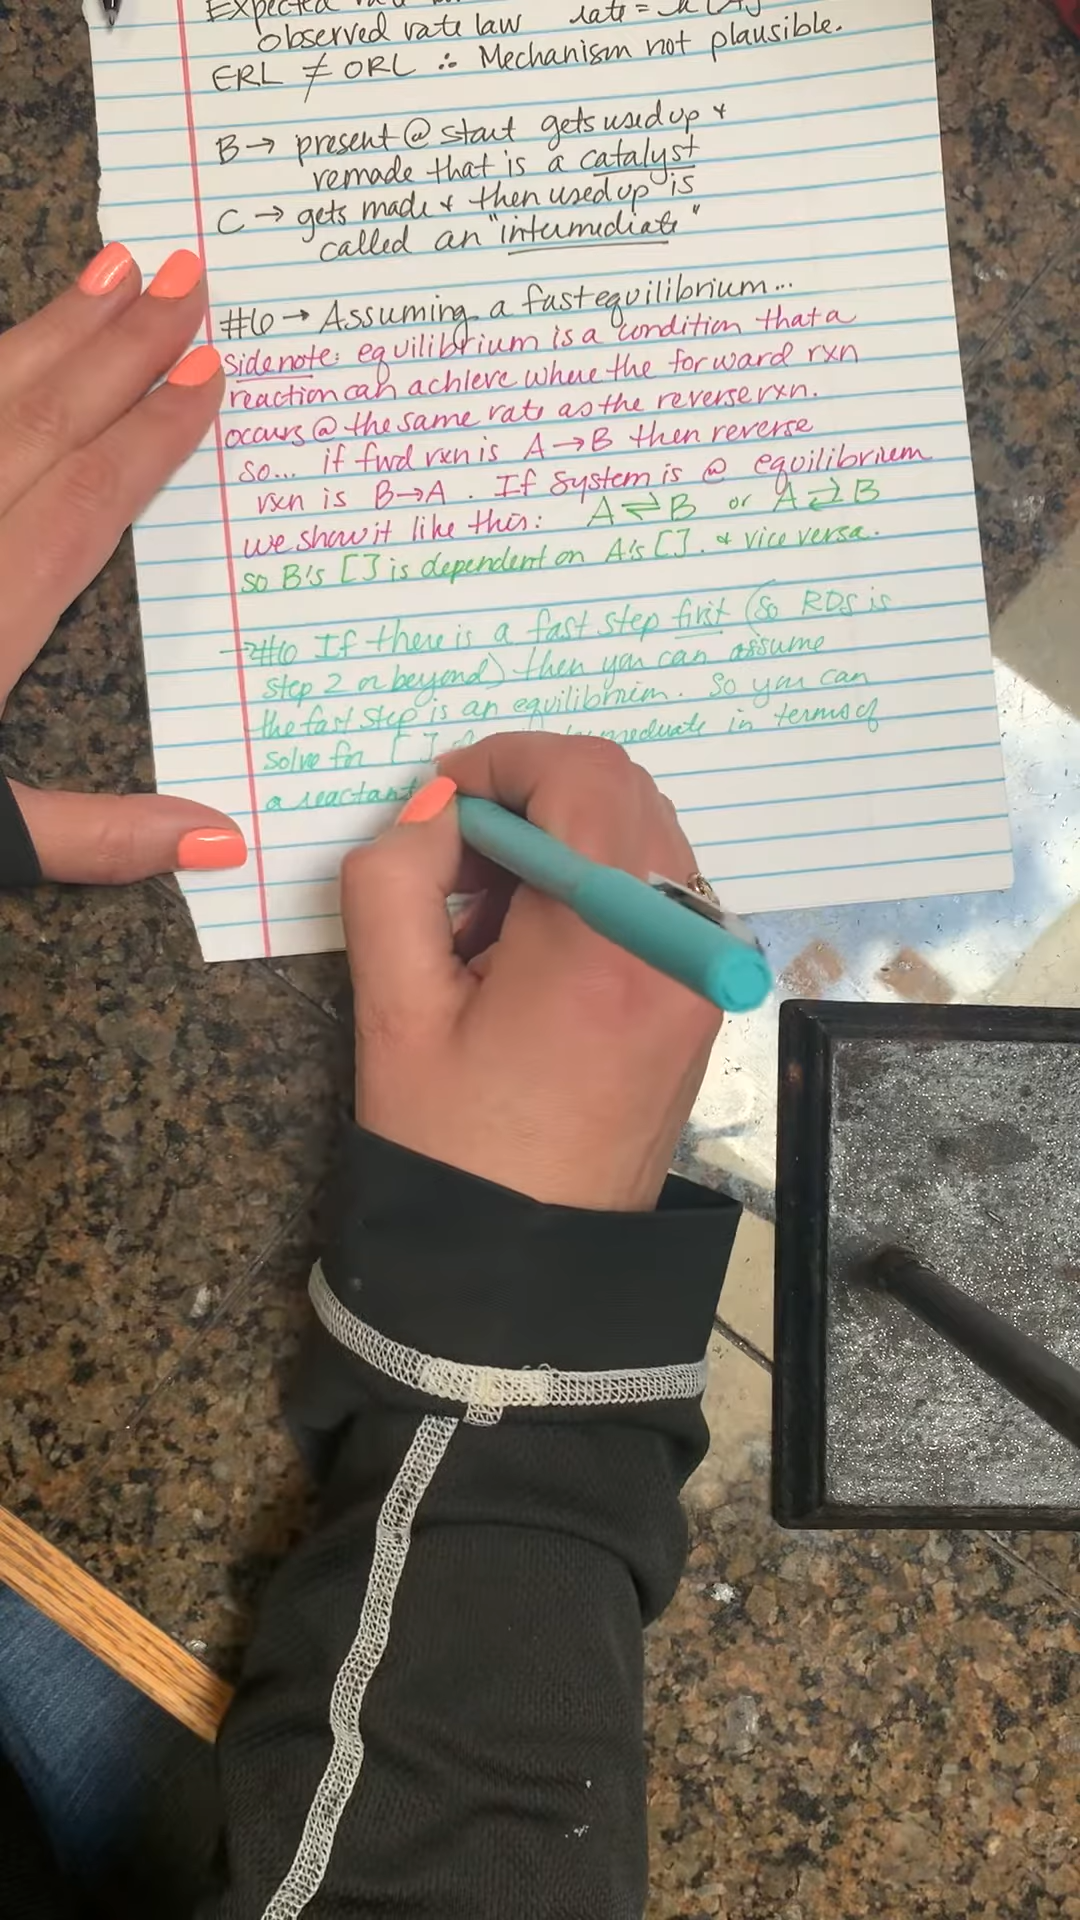 Expected
observed rate law rate =
ERL ≠ ORL ∴ Mechanism not plausible.
B → present @ start gets used up +
remade that is a catalyst
C → gets made + then used up is
called an "intermediate"
#6 → Assuming a fast equilibrium...
Sidenote: equilibrium is a condition that a
reaction can achieve where the forward rxn
occurs @ the same rate as the reverse rxn.
So... if fwd rxn is A → B then reverse
rxn is B → A . If system is @ equilibrium
we show it like this: A ⇌ B or A ⇄ B
so B's [ ] is dependent on A's [ ]. + vice versa.
→ #6 If there is a fast step first (so RDS is
step 2 or beyond) then you can assume
the fast step is an equilibrium. So you can
solve for [ ] in terms of
a reactant